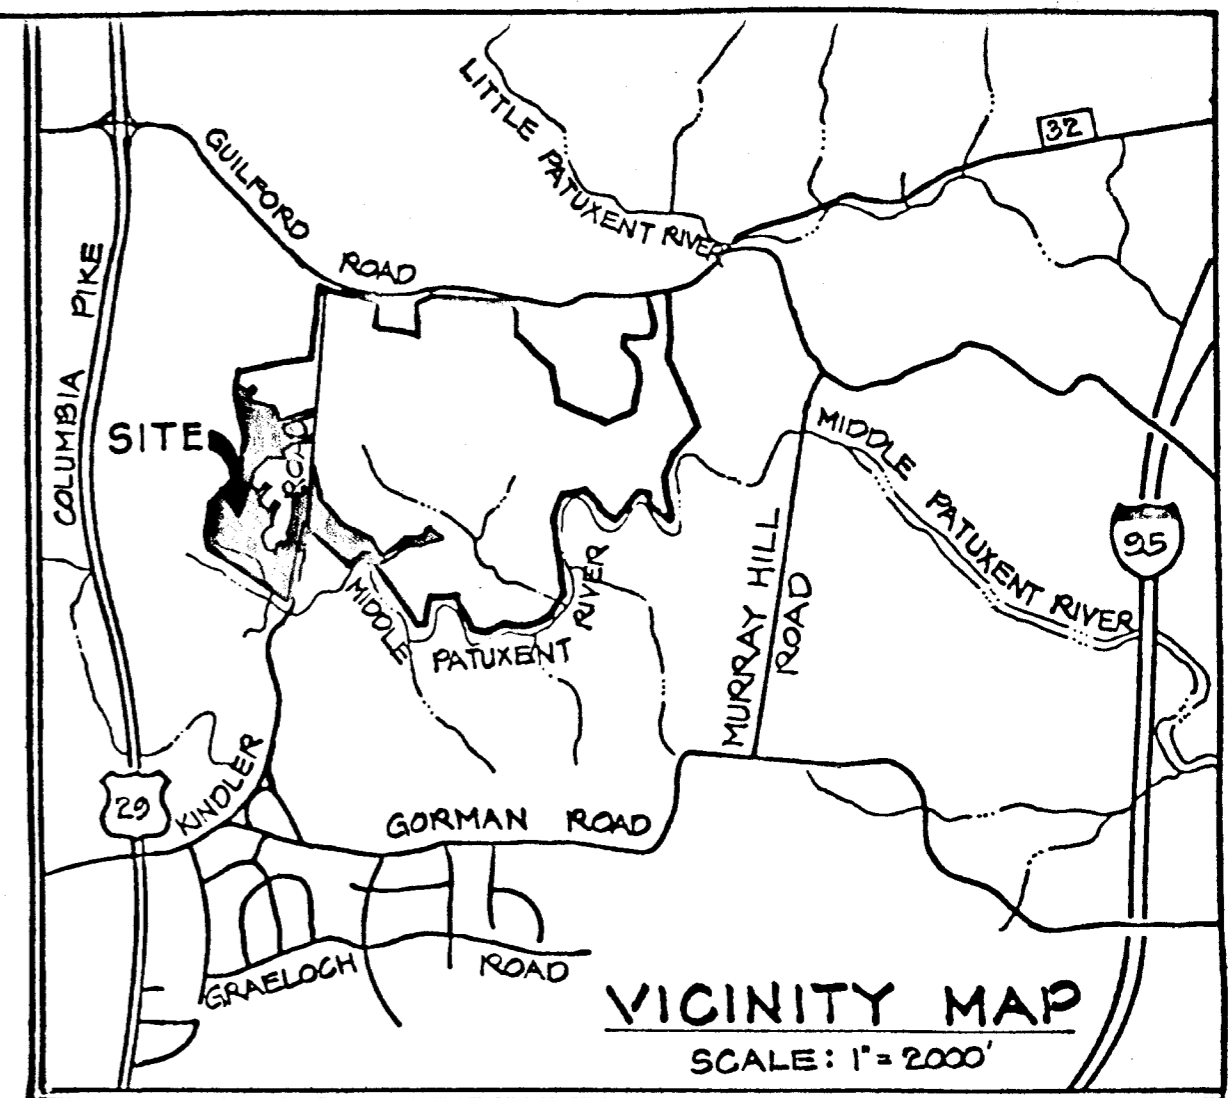 LITTLE PATUXENT RIVER
32
GUILFORD
ROAD
COLUMBIA PIKE
SITE
ROAD
MIDDLE PATUXENT RIVER
95
MIDDLE
PATUXENT
RIVER
MURRAY HILL
ROAD
29
KINDLER
GORMAN ROAD
GRAELOCH
ROAD
VICINITY MAP
SCALE: 1" = 2000'